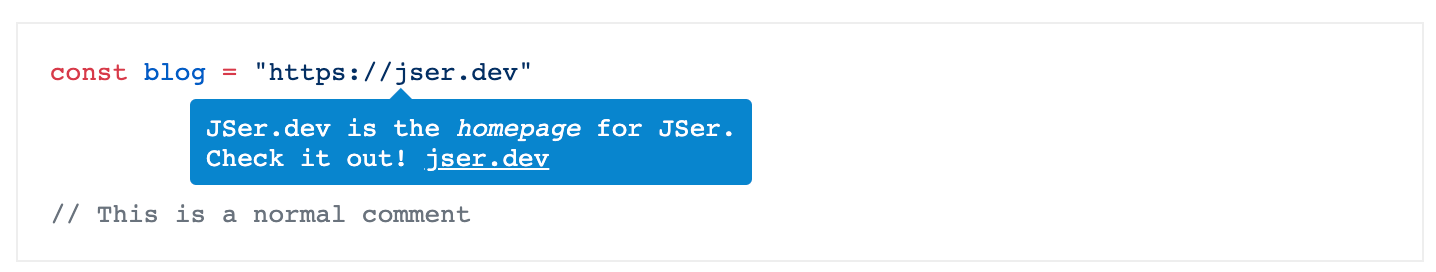 const blog = "https://jser.dev"
JSer.dev is the homepage for JSer.
Check it out! jser.dev
// This is a normal comment